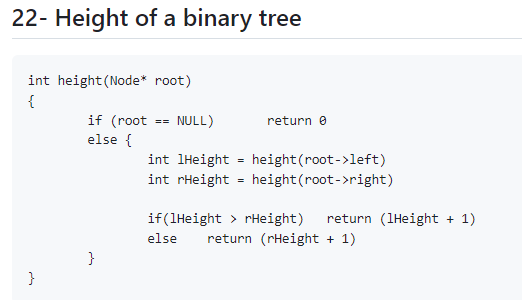 22- Height of a binary tree
int height(Node* root)
{
if (root == NULL) return 0
else {
int lHeight = height(root->left)
int rHeight = height(root->right)
if(lHeight > rHeight) return (lHeight + 1)
else return (rHeight + 1)
}
}